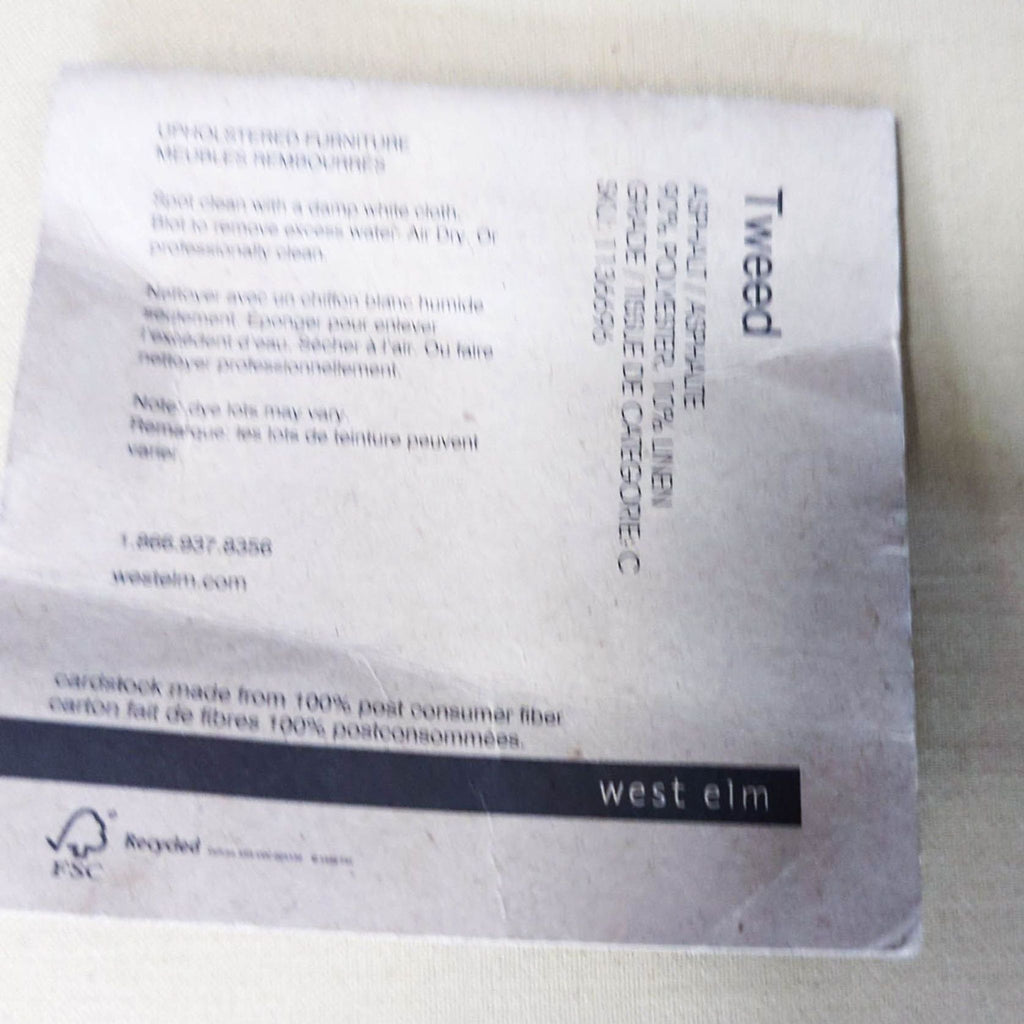 UPHOLSTERED FURNITURE
MEUBLES REMBOURRÉS
Spot clean with a damp white cloth.
Blot to remove excess water. Air Dry. Or
professionally clean.
Nettoyer avec un chiffon blanc humide
seulement. Éponger pour enlever
l'excédent d'eau. Sécher à l'air. Ou faire
nettoyer professionnellement.
Note: dye lots may vary.
Remarque: les lots de teinture peuvent
varier.
1.866.937.8356
westelm.com
Tweed
ASPHALT // ASPHALTE
90% POLYESTER, 10% LINEN
GRADE / TISSUE DE CATEGORIE: C
cardstock made from 100% post consumer fiber
carton fait de fibres 100% postconsommées.
west elm
FSC
Recycled